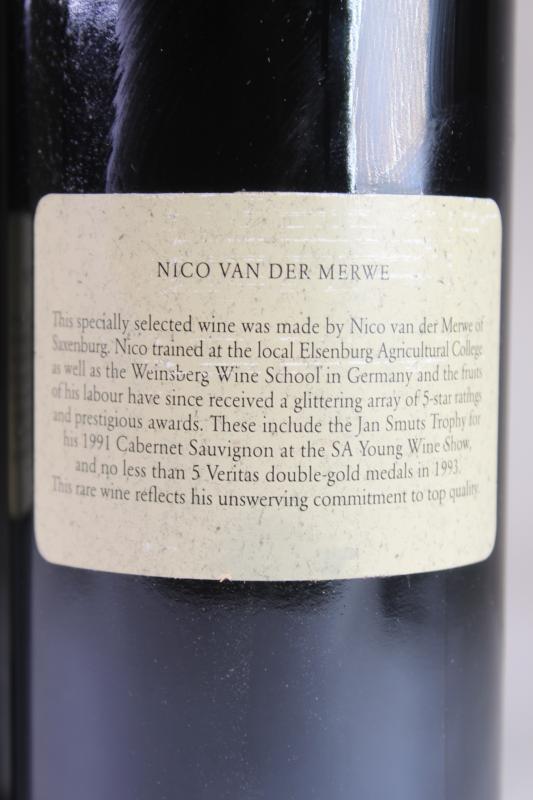 NICO VAN DER MERWE
This specially selected wine was made by Nico van der Merwe of
Saxenburg. Nico trained at the local Elsenburg Agricultural College
as well as the Weinsberg Wine School in Germany and the fruits
of his labour have since received a glittering array of 5-star ratings
and prestigious awards. These include the Jan Smuts Trophy for
his 1991 Cabernet Sauvignon at the SA Young Wine Show,
and no less than 5 Veritas double-gold medals in 1993.
This rare wine reflects his unswerving commitment to top quality.